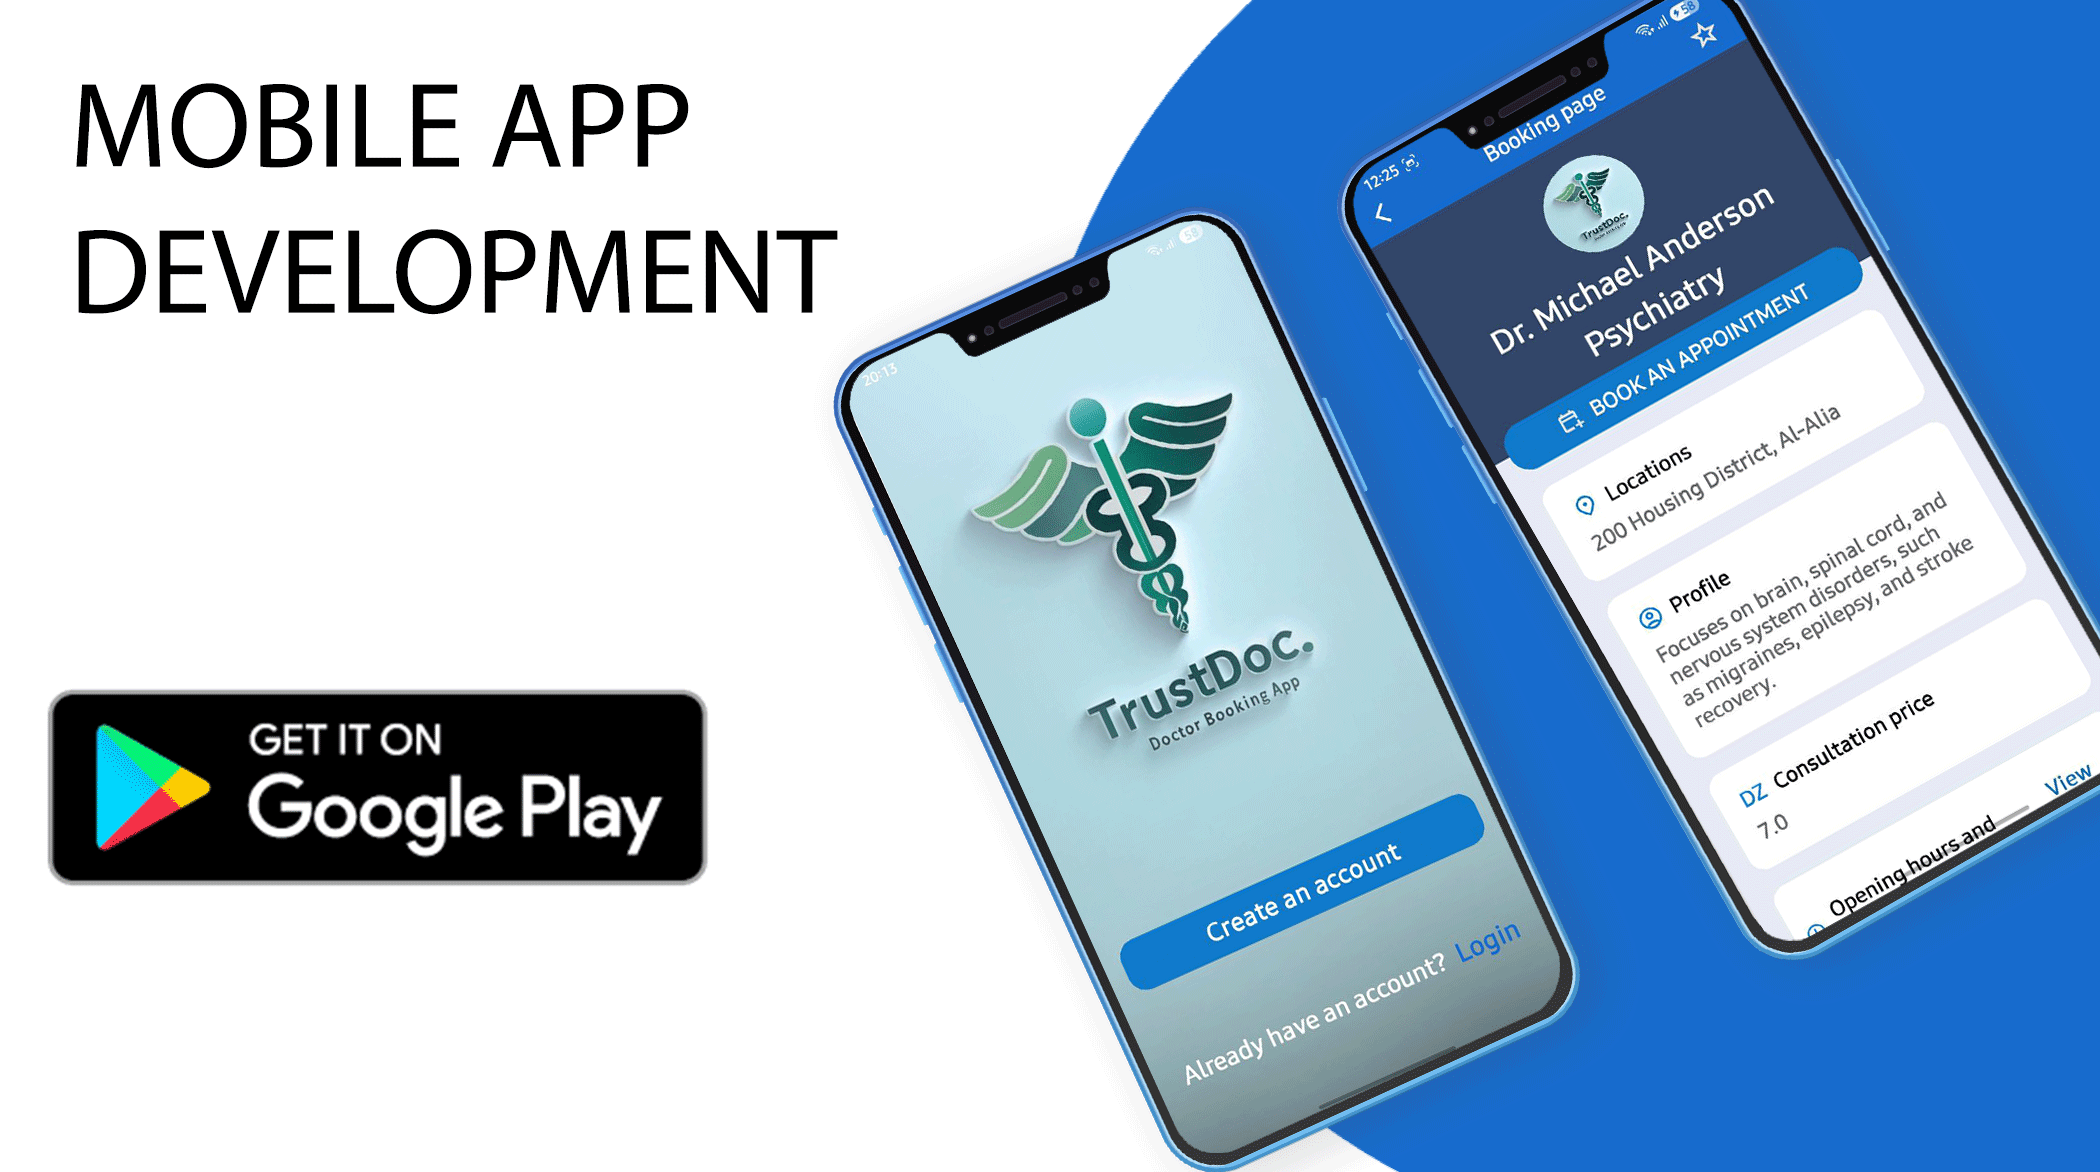 MOBILE APP
DEVELOPMENT
GET IT ON
Google Play
20:13
58
TrustDoc.
Doctor Booking App
Create an account
Already have an account? Login
12:25
58
Booking page
TrustDoc.
Dr. Michael Anderson
Psychiatry
BOOK AN APPOINTMENT
Locations
200 Housing District, Al-Alia
Profile
Focuses on brain, spinal cord, and
nervous system disorders, such
as migraines, epilepsy, and stroke
recovery.
DZ Consultation price
7.0
Opening hours and
View